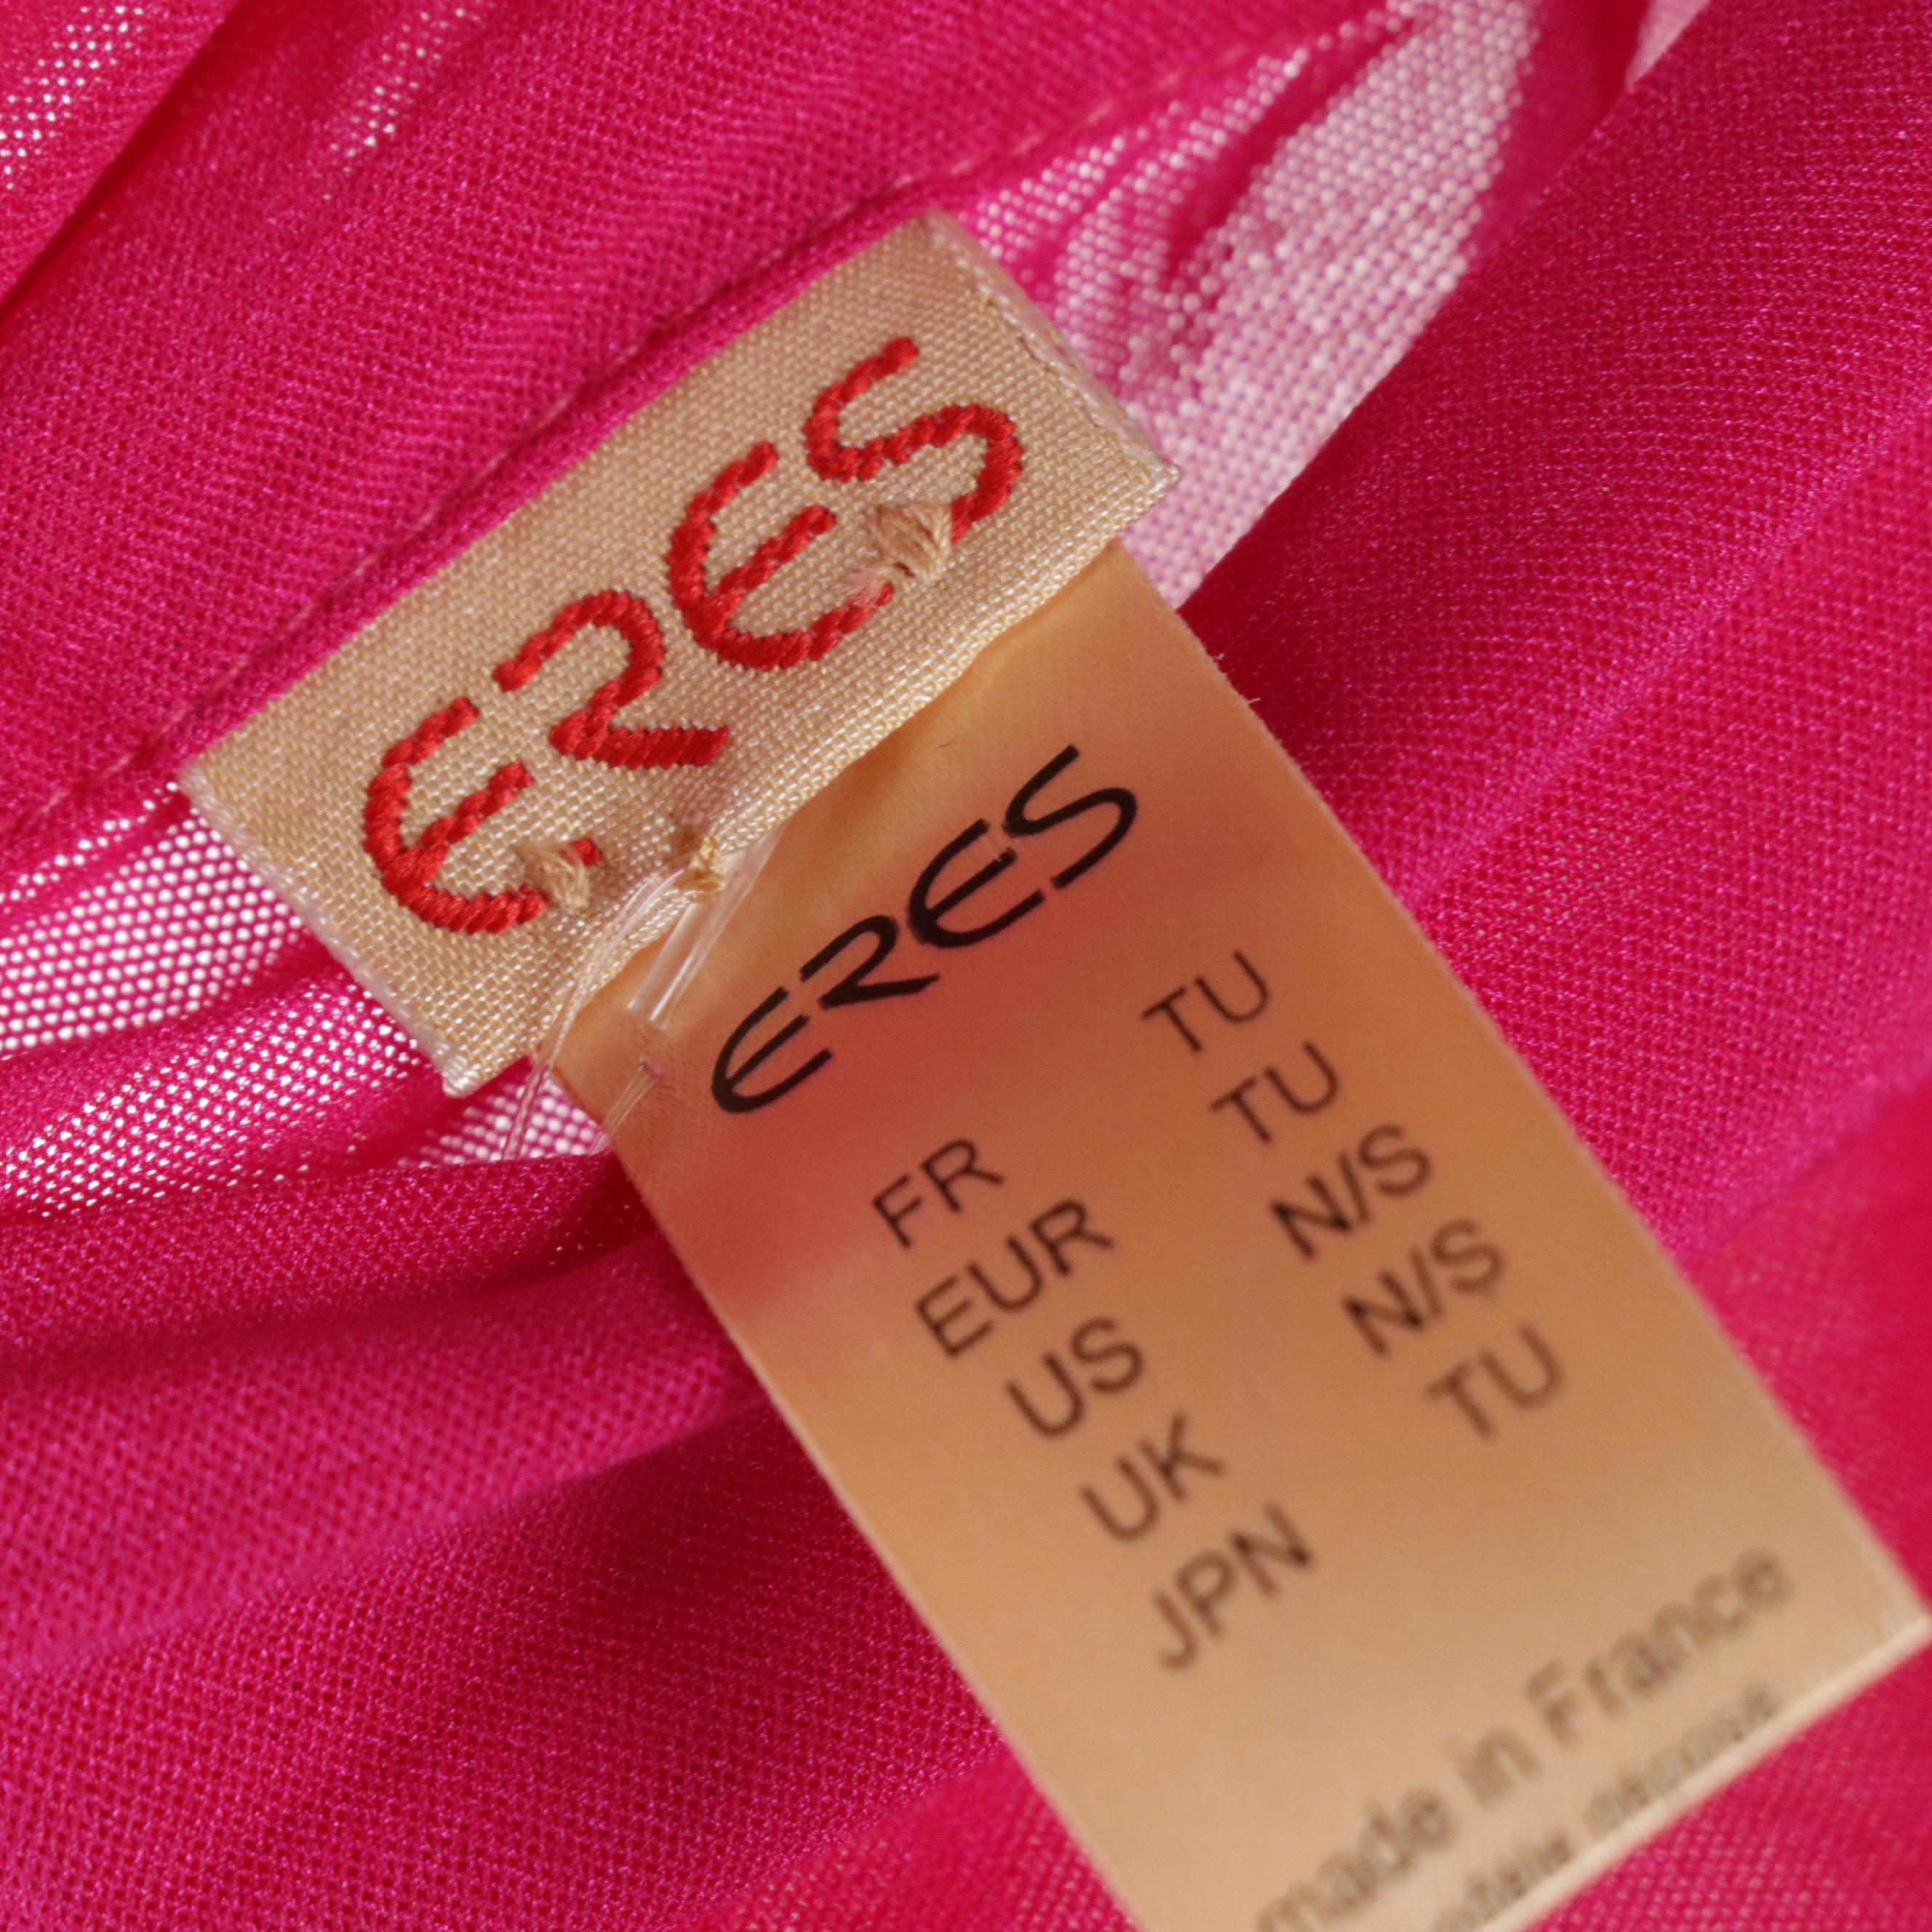 ERES
ERES
FR TU
EUR TU
US N/S
UK N/S
JPN TU
made in France